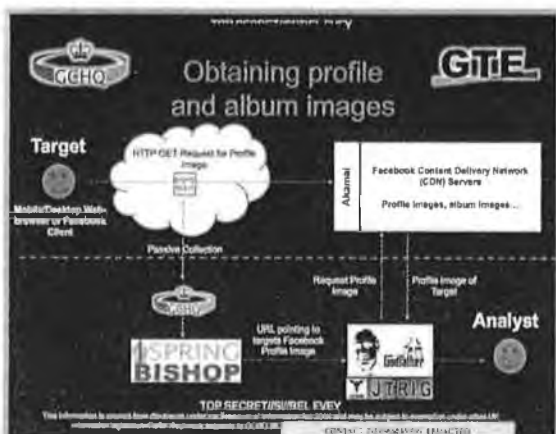 GCHQ
Obtaining profile
and album images
GTE
Target
HTTP GET Request for Profile
Image
Akamai
Facebook Content Delivery Network
(CDN) Servers
Profile images, album images...
Mobile/Desktop Web-
browser or Facebook
Client
Passive Collection
Request Profile
Image
Profile Image of
Target
GCHQ
SPRING
BISHOP
URL pointing to
targets Facebook
Profile Image
Godfather
JTRIG
Analyst
TOP SECRET//SI//REL EVEY